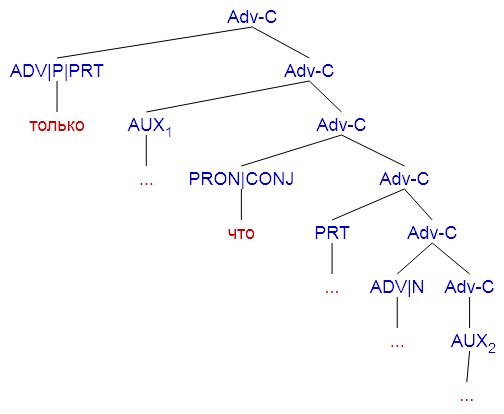 Adv-C
ADV|P|PRT Adv-C
только AUX1 Adv-C
... PRON|CONJ Adv-C
что PRT Adv-C
... ADV|N Adv-C
... AUX2
...